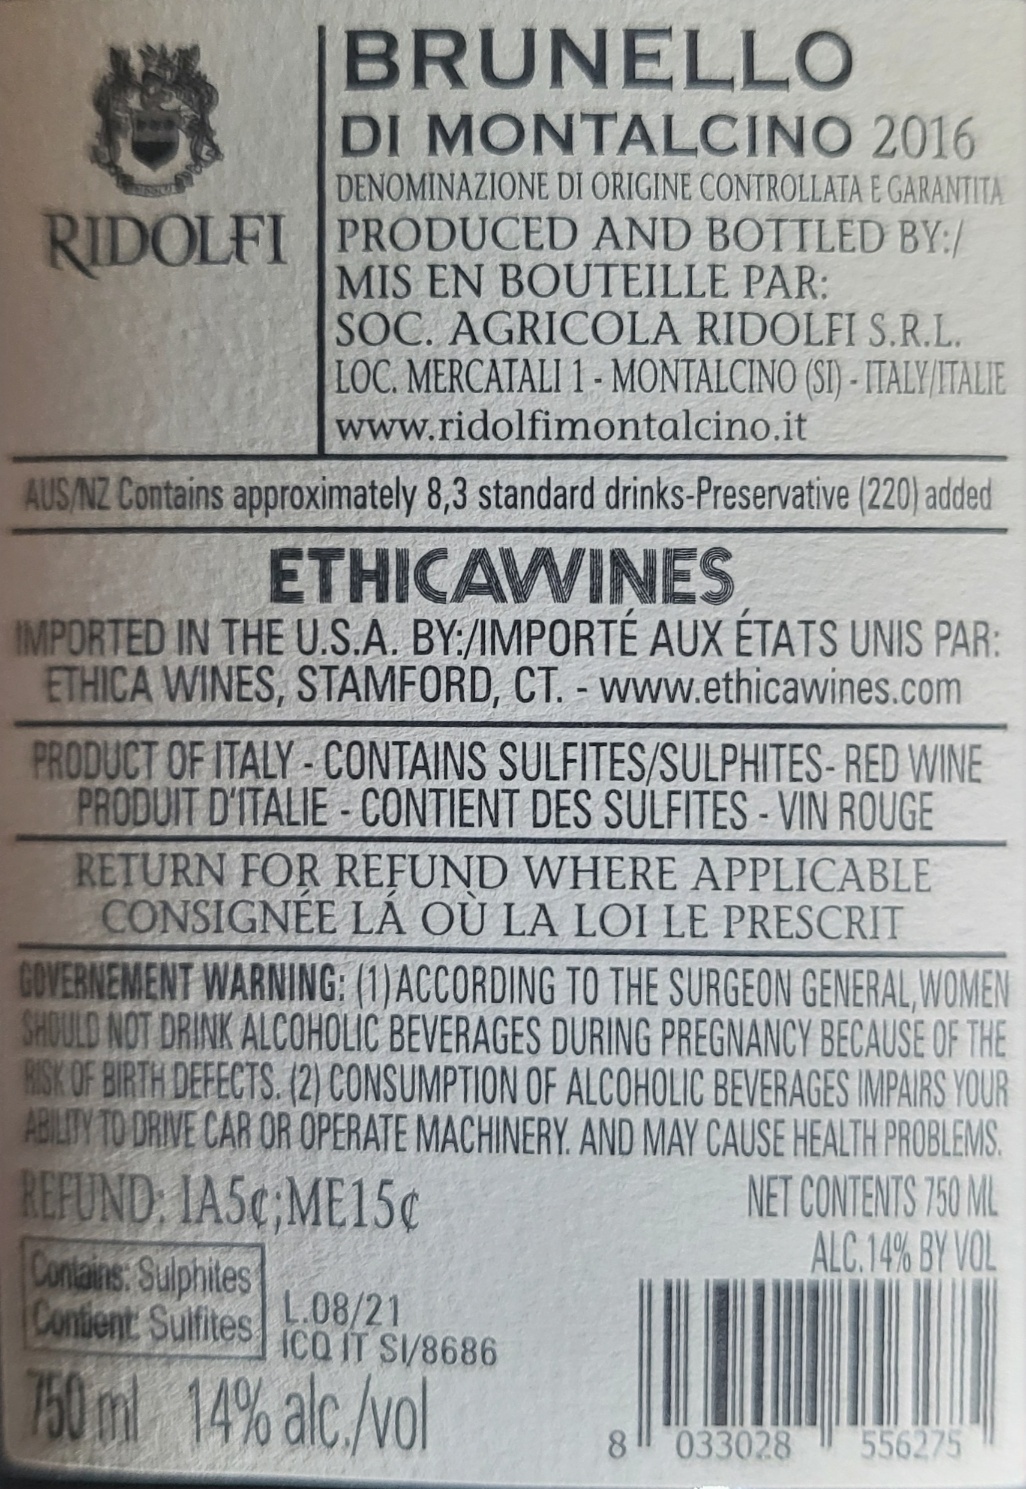 RIDOLFI
BRUNELLO
DI MONTALCINO 2016
DENOMINAZIONE DI ORIGINE CONTROLLATA E GARANTITA
PRODUCED AND BOTTLED BY:/
MIS EN BOUTEILLE PAR:
SOC. AGRICOLA RIDOLFI S.R.L.
LOC. MERCATALI 1 - MONTALCINO (SI) - ITALY/ITALIE
www.ridolfimontalcino.it
AUS/NZ Contains approximately 8,3 standard drinks-Preservative (220) added
ETHICAWINES
IMPORTED IN THE U.S.A. BY:/IMPORTÉ AUX ÉTATS UNIS PAR:
ETHICA WINES, STAMFORD, CT. - www.ethicawines.com
PRODUCT OF ITALY - CONTAINS SULFITES/SULPHITES- RED WINE
PRODUIT D'ITALIE - CONTIENT DES SULFITES - VIN ROUGE
RETURN FOR REFUND WHERE APPLICABLE
CONSIGNÉE LÁ OÙ LA LOI LE PRESCRIT
GOVERNEMENT WARNING: (1)ACCORDING TO THE SURGEON GENERAL,WOMEN
SHOULD NOT DRINK ALCOHOLIC BEVERAGES DURING PREGNANCY BECAUSE OF THE
RISK OF BIRTH DEFECTS. (2) CONSUMPTION OF ALCOHOLIC BEVERAGES IMPAIRS YOUR
ABILITY TO DRIVE CAR OR OPERATE MACHINERY. AND MAY CAUSE HEALTH PROBLEMS.
REFUND: IA5¢;ME15¢
NET CONTENTS 750 ML
ALC.14% BY VOL
Contains: Sulphites
Contient: Sulfites
L.08/21
ICQ IT SI/8686
750 ml 14% alc./vol
8 033028 556275